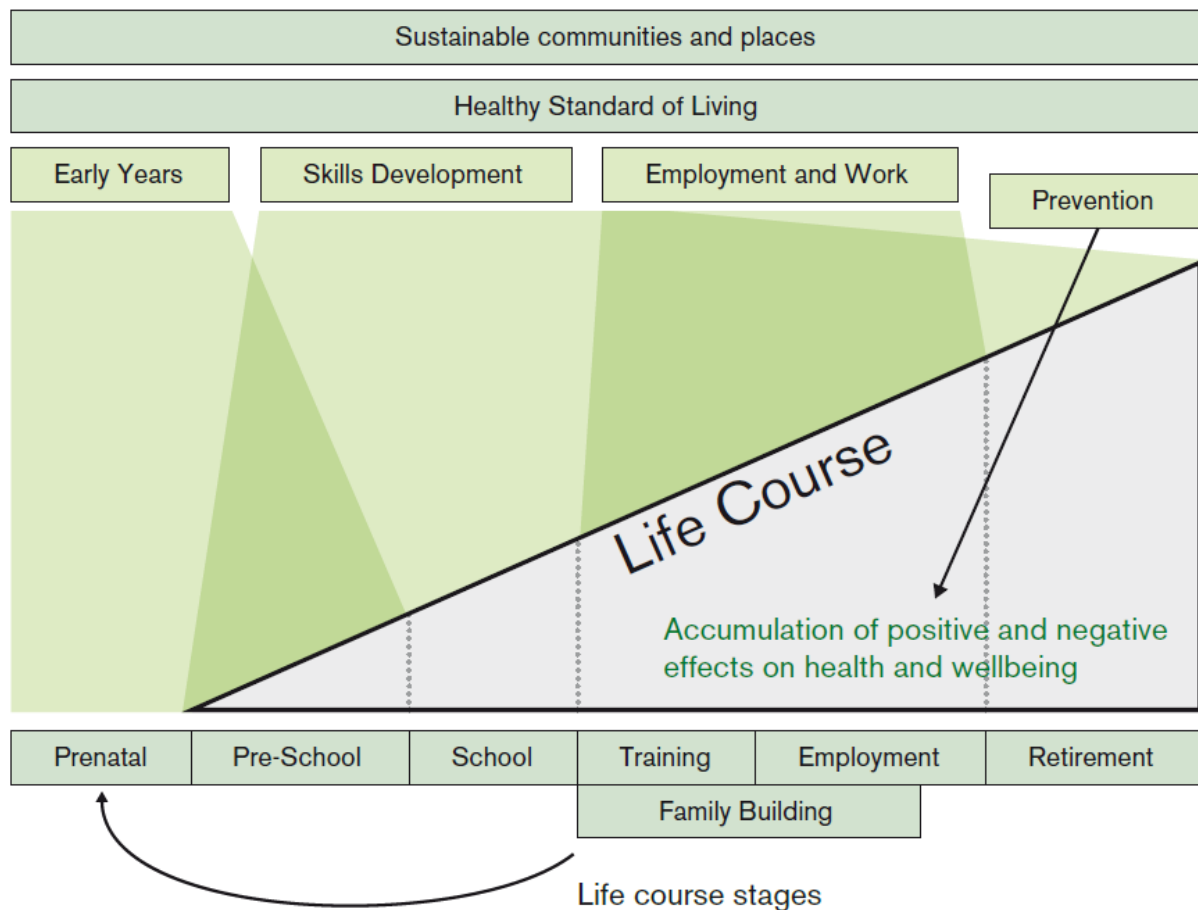 Sustainable communities and places
Healthy Standard of Living
Early Years
Skills Development
Employment and Work
Prevention
Life Course
Accumulation of positive and negative
effects on health and wellbeing
Prenatal
Pre-School
School
Training
Employment
Retirement
Family Building
Life course stages